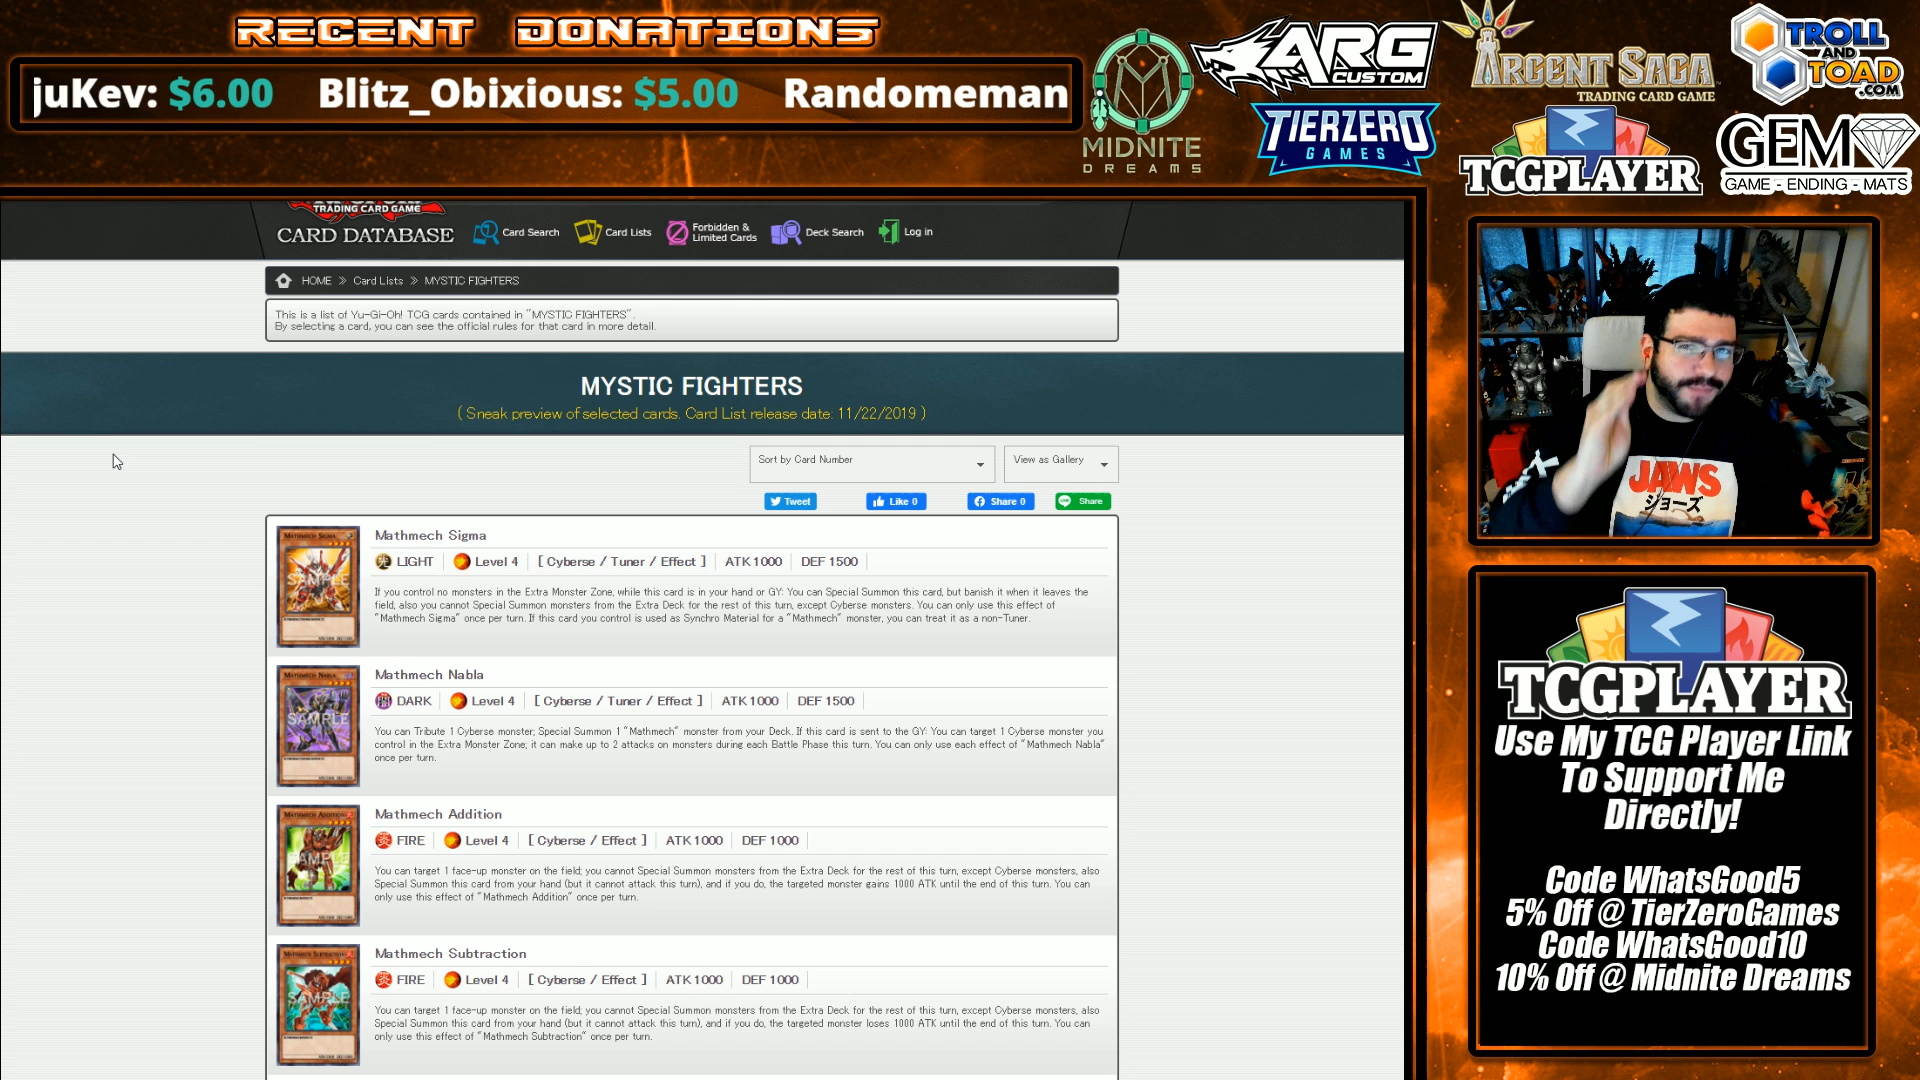 RECENT DONATIONS
juKev: $6.00 Blitz_Obixious: $5.00 Randomeman
MIDNITE
DREAMS
ARG
CUSTOM
TIERZERO
GAMES
ARGENT SAGA
TRADING CARD GAME
TROLL
AND
TOAD
.COM
TCGPLAYER
GEM
GAME-ENDING-MATS
TRADING CARD GAME
CARD DATABASE
Card Search
Card Lists
Forbidden &
Limited Cards
Deck Search
Log in
HOME » Card Lists » MYSTIC FIGHTERS
This is a list of Yu-Gi-Oh! TCG cards contained in "MYSTIC FIGHTERS".
By selecting a card, you can see the official rules for that card in more detail.
MYSTIC FIGHTERS
( Sneak preview of selected cards. Card List release date: 11/22/2019 )
Sort by Card Number
View as Gallery
Tweet
Like 0
Share 0
Share
MATHMECH SIGMA
SAMPLE
Mathmech Sigma
光 LIGHT Level 4 [ Cyberse / Tuner / Effect ] ATK 1000 DEF 1500
If you control no monsters in the Extra Monster Zone, while this card is in your hand or GY: You can Special Summon this card, but banish it when it leaves the
field, also you cannot Special Summon monsters from the Extra Deck for the rest of this turn, except Cyberse monsters. You can only use this effect of
"Mathmech Sigma" once per turn. If this card you control is used as Synchro Material for a "Mathmech" monster, you can treat it as a non-Tuner.
MATHMECH NABLA
SAMPLE
Mathmech Nabla
闇 DARK Level 4 [ Cyberse / Tuner / Effect ] ATK 1000 DEF 1500
You can Tribute 1 Cyberse monster; Special Summon 1 "Mathmech" monster from your Deck. If this card is sent to the GY: You can target 1 Cyberse monster you
control in the Extra Monster Zone; it can make up to 2 attacks on monsters during each Battle Phase this turn. You can only use each effect of "Mathmech Nabla"
once per turn.
MATHMECH ADDITION
SAMPLE
Mathmech Addition
炎 FIRE Level 4 [ Cyberse / Effect ] ATK 1000 DEF 1000
You can target 1 face-up monster on the field; you cannot Special Summon monsters from the Extra Deck for the rest of this turn, except Cyberse monsters, also
Special Summon this card from your hand (but it cannot attack this turn), and if you do, the targeted monster gains 1000 ATK until the end of this turn. You can
only use this effect of "Mathmech Addition" once per turn.
MATHMECH SUBTRACTION
SAMPLE
Mathmech Subtraction
炎 FIRE Level 4 [ Cyberse / Effect ] ATK 1000 DEF 1000
You can target 1 face-up monster on the field; you cannot Special Summon monsters from the Extra Deck for the rest of this turn, except Cyberse monsters, also
Special Summon this card from your hand (but it cannot attack this turn), and if you do, the targeted monster loses 1000 ATK until the end of this turn. You can
only use this effect of "Mathmech Subtraction" once per turn.
JAWS
ジョーズ
TCGPLAYER
Use My TCG Player Link
To Support Me
Directly!
Code WhatsGood5
5% Off @ TierZeroGames
Code WhatsGood10
10% Off @ Midnite Dreams